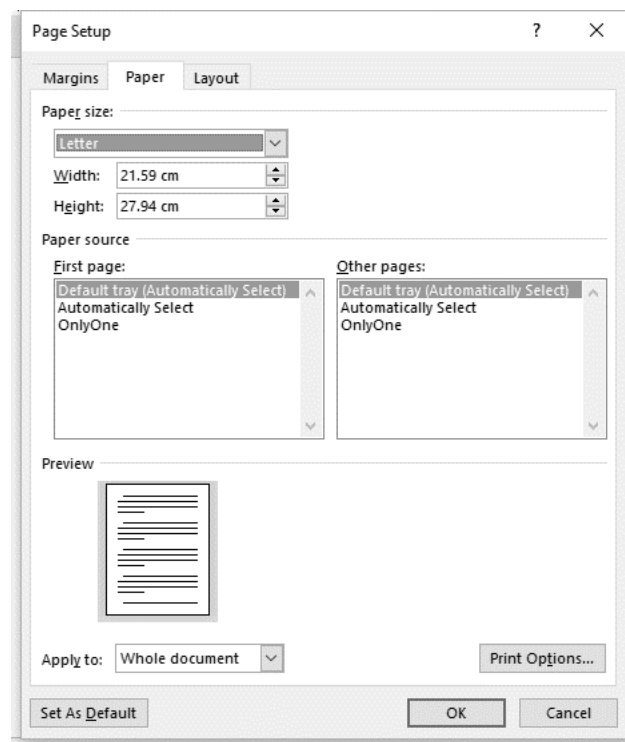 Page Setup ? ×
Margins Paper Layout
Paper size:
Letter
Width: 21.59 cm
Height: 27.94 cm
Paper source
First page: Other pages:
Default tray (Automatically Select) Default tray (Automatically Select)
Automatically Select Automatically Select
OnlyOne OnlyOne
Preview
Apply to: Whole document Print Options...
Set As Default OK Cancel